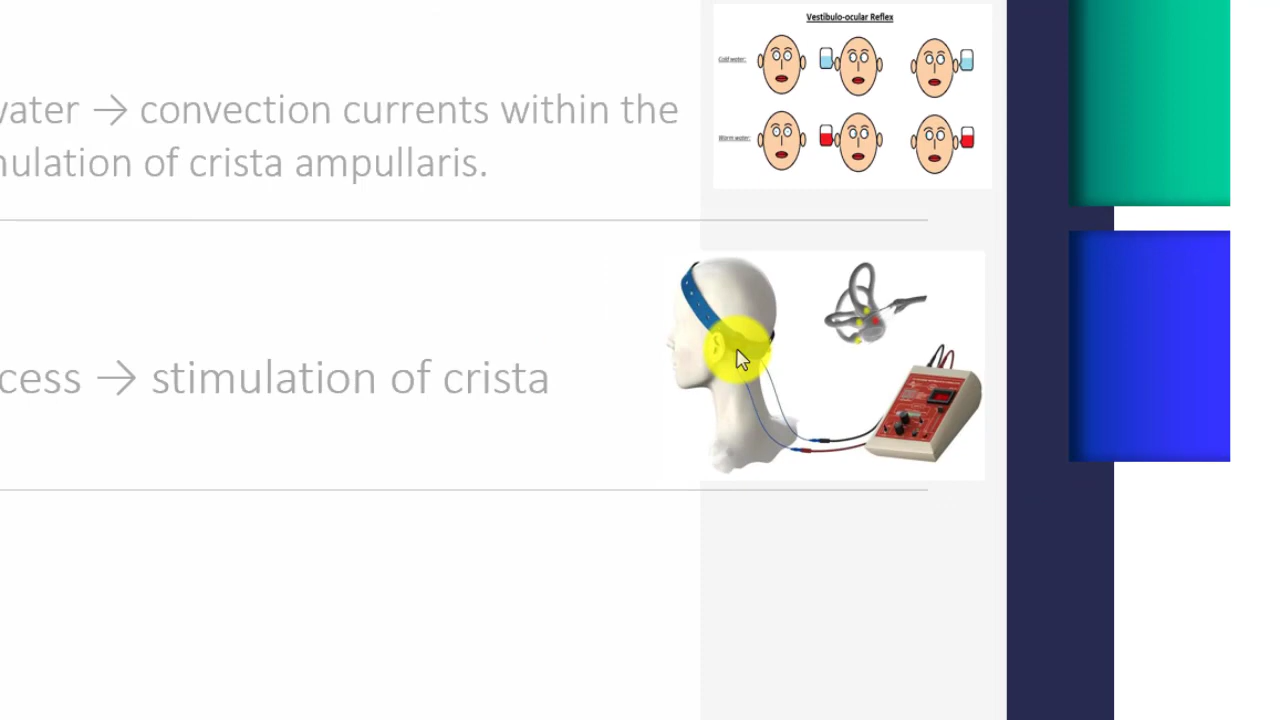 Vestibulo-ocular Reflex
Cold water:
Warm water:
vater → convection currents within the
nulation of crista ampullaris.
cess → stimulation of crista